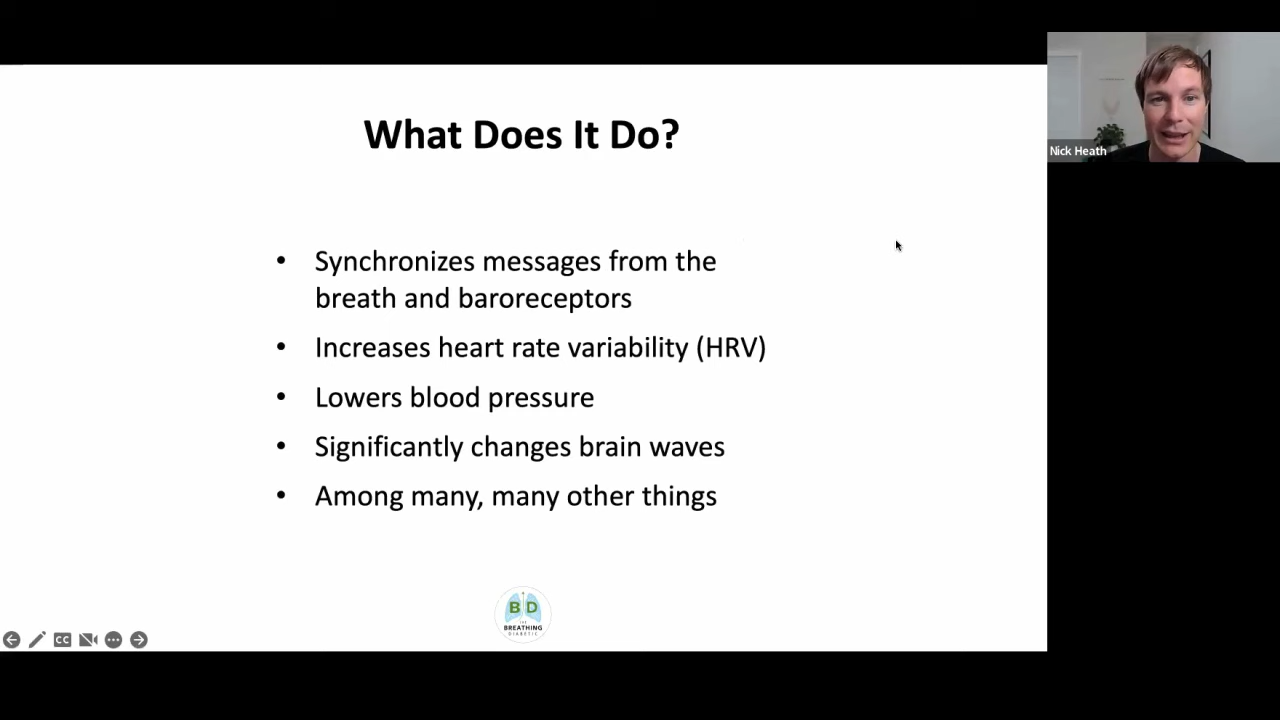 What Does It Do?
Nick Heath
• Synchronizes messages from the
breath and baroreceptors
• Increases heart rate variability (HRV)
• Lowers blood pressure
• Significantly changes brain waves
• Among many, many other things
B D
THE
BREATHING
DIABETIC
CC